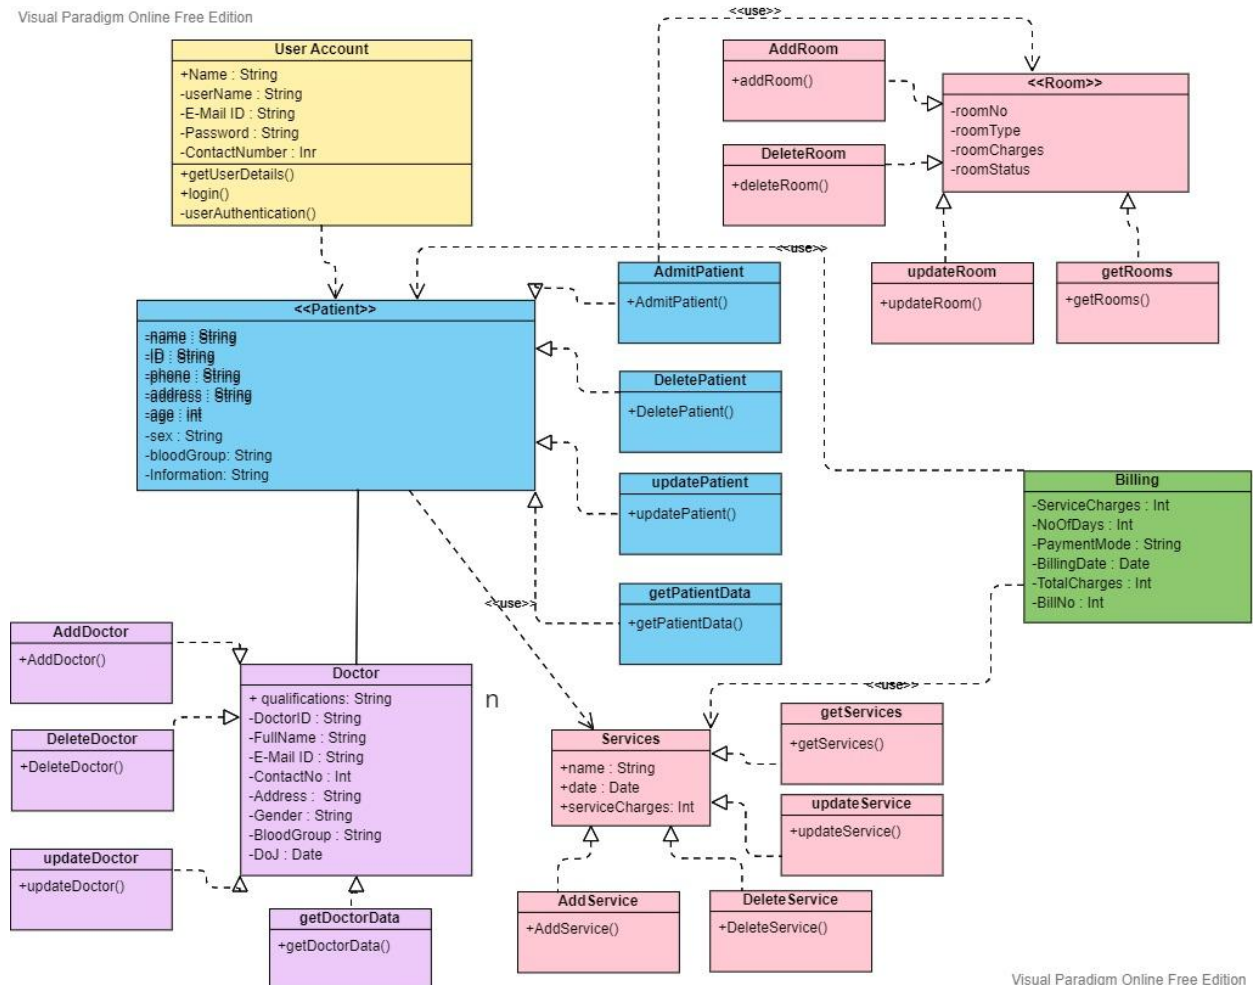 Visual Paradigm Online Free Edition
<<use>>
User Account
+Name : String
-userName : String
-E-Mail ID : String
-Password : String
-ContactNumber : Inr
+getUserDetails()
+login()
-userAuthentication()
AddRoom
+addRoom()
DeleteRoom
+deleteRoom()
<<Room>>
-roomNo
-roomType
-roomCharges
-roomStatus
<<use>>
updateRoom
+updateRoom()
getRooms
+getRooms()
<<Patient>>
-name : String
-ID : String
-phone : String
-address : String
-age : int
-sex : String
-bloodGroup: String
-Information: String
AdmitPatient
+AdmitPatient()
DeletePatient
+DeletePatient()
updatePatient
+updatePatient()
getPatientData
+getPatientData()
Billing
-ServiceCharges : Int
-NoOfDays : Int
-PaymentMode : String
-BillingDate : Date
-TotalCharges : Int
-BillNo : Int
<<use>>
<<use>>
AddDoctor
+AddDoctor()
DeleteDoctor
+DeleteDoctor()
updateDoctor
+updateDoctor()
Doctor
+ qualifications: String
-DoctorID : String
-FullName : String
-E-Mail ID : String
-ContactNo : Int
-Address :  String
-Gender : String
-BloodGroup : String
-DoJ : Date
n
getDoctorData
+getDoctorData()
Services
+name : String
+date : Date
+serviceCharges: Int
getServices
+getServices()
updateService
+updateService()
AddService
+AddService()
DeleteService
+DeleteService()
Visual Paradigm Online Free Edition